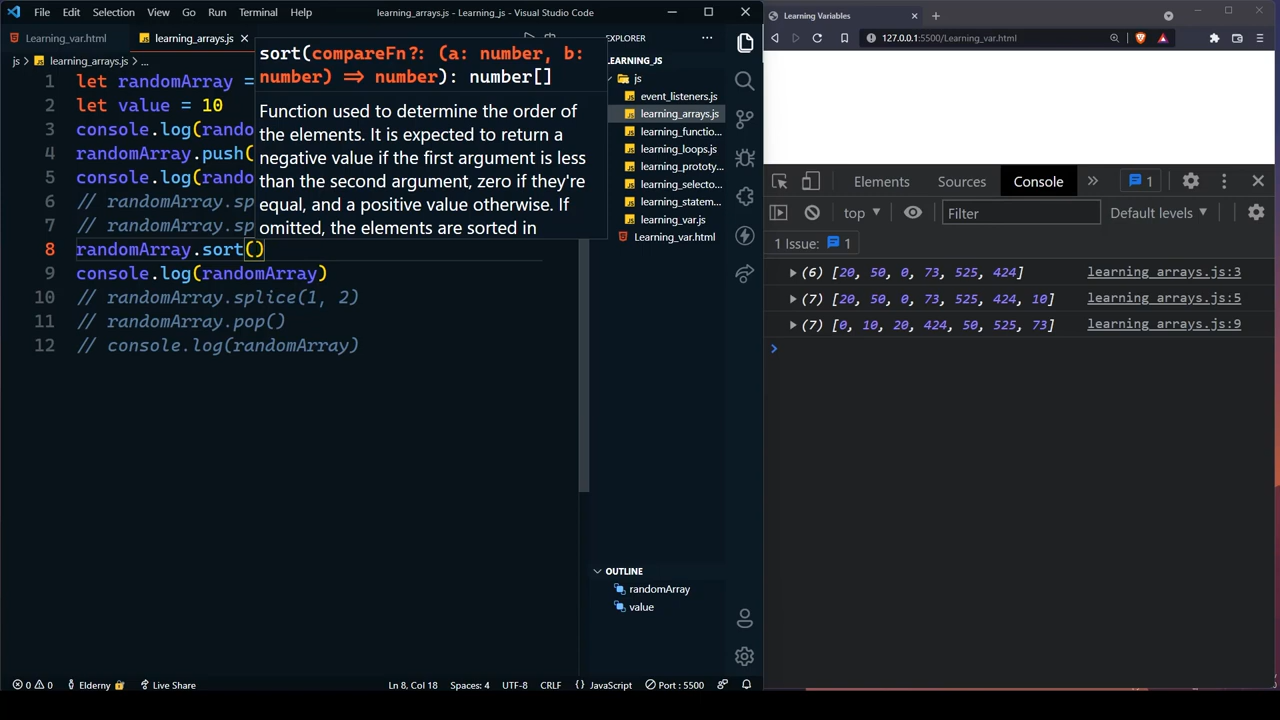 File Edit Selection View Go Run Terminal Help learning_arrays.js - Learning_js - Visual Studio Code
Learning_var.html learning_arrays.js
EXPLORER
js > learning_arrays.js > ...
1 let randomArray =
2 let value = 10
3 console.log(rando
4 randomArray.push(
5 console.log(rando
6 // randomArray.spl
7 // randomArray.sp
8 randomArray.sort()
9 console.log(randomArray)
10 // randomArray.splice(1, 2)
11 // randomArray.pop()
12 // console.log(randomArray)
sort(compareFn?: (a: number, b:
number) => number): number[]
Function used to determine the order of
the elements. It is expected to return a
negative value if the first argument is less
than the second argument, zero if they're
equal, and a positive value otherwise. If
omitted, the elements are sorted in
LEARNING_JS
js
event_listeners.js
learning_arrays.js
learning_functio...
learning_loops.js
learning_prototy...
learning_selecto...
learning_statem...
learning_var.js
Learning_var.html
OUTLINE
randomArray
value
0 0 Elderny Live Share Ln 8, Col 18 Spaces: 4 UTF-8 CRLF {} JavaScript Port : 5500
Learning Variables
127.0.0.1:5500/Learning_var.html
Elements Sources Console 1
top Filter Default levels
1 Issue: 1
(6) [20, 50, 0, 73, 525, 424] learning_arrays.js:3
(7) [20, 50, 0, 73, 525, 424, 10] learning_arrays.js:5
(7) [0, 10, 20, 424, 50, 525, 73] learning_arrays.js:9